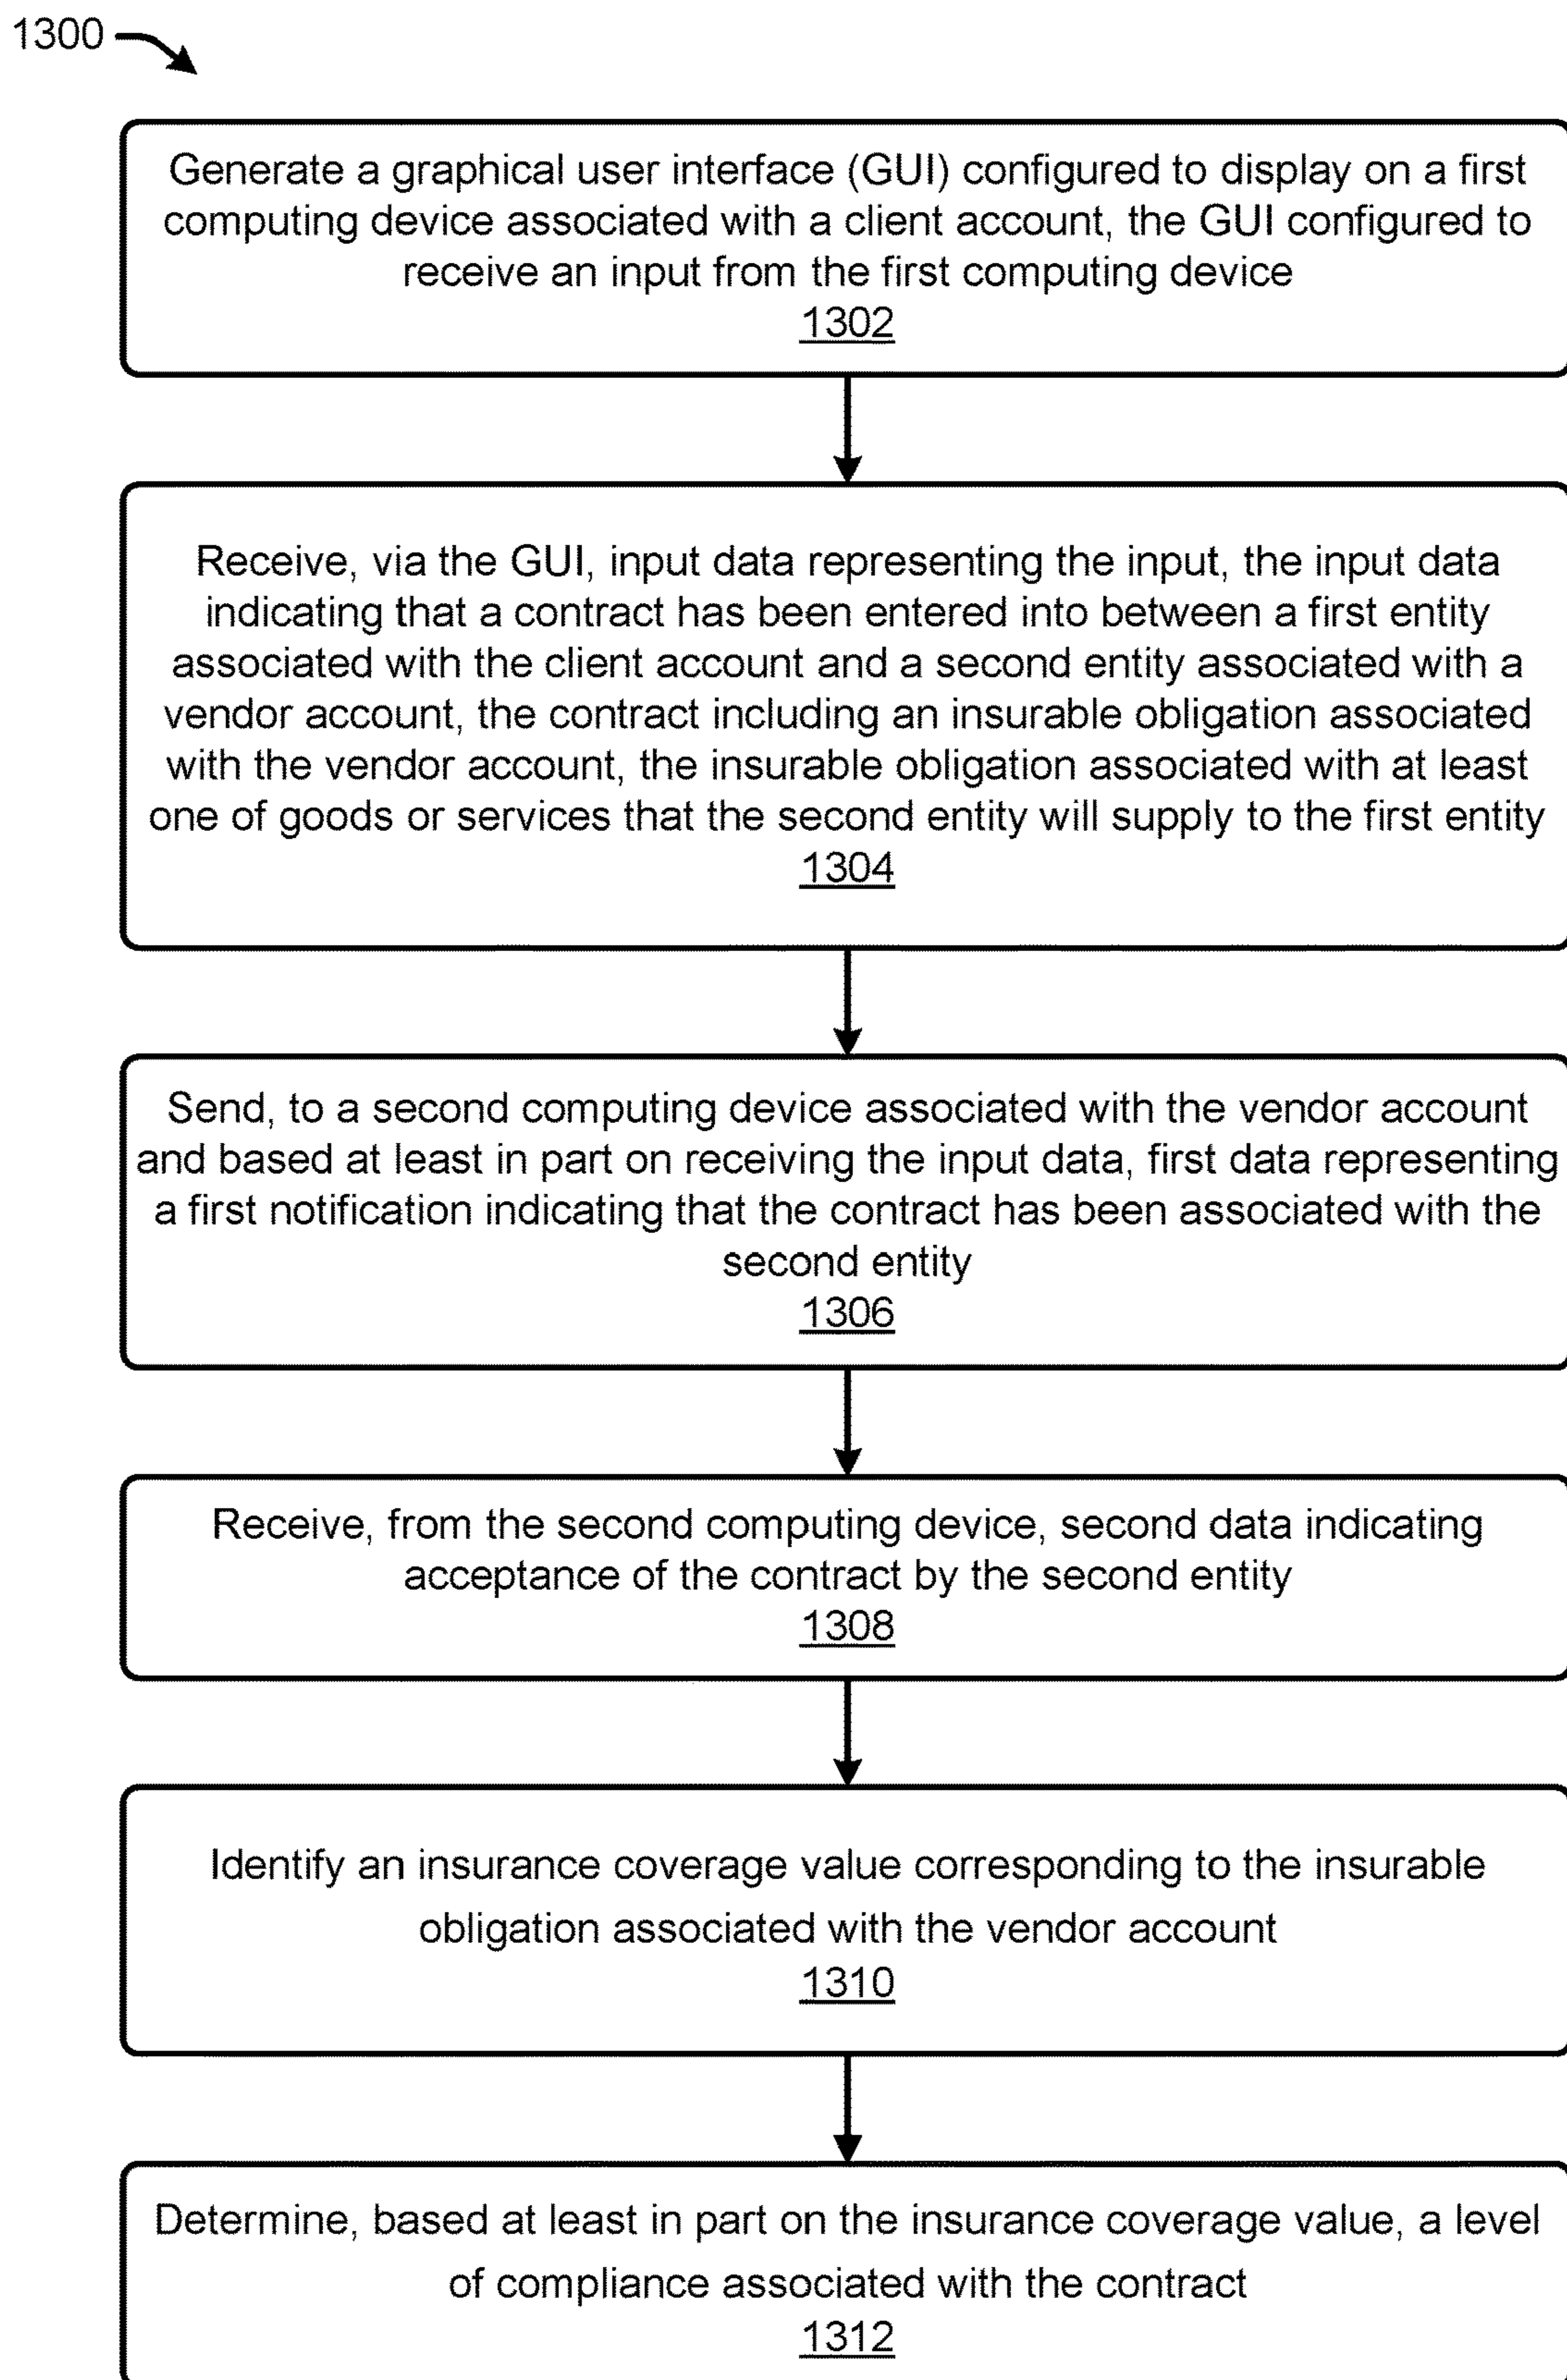 1300
Generate a graphical user interface (GUI) configured to display on a first
computing device associated with a client account, the GUI configured to
receive an input from the first computing device
1302
Receive, via the GUI, input data representing the input, the input data
indicating that a contract has been entered into between a first entity
associated with the client account and a second entity associated with a
vendor account, the contract including an insurable obligation associated
with the vendor account, the insurable obligation associated with at least
one of goods or services that the second entity will supply to the first entity
1304
Send, to a second computing device associated with the vendor account
and based at least in part on receiving the input data, first data representing
a first notification indicating that the contract has been associated with the
second entity
1306
Receive, from the second computing device, second data indicating
acceptance of the contract by the second entity
1308
Identify an insurance coverage value corresponding to the insurable
obligation associated with the vendor account
1310
Determine, based at least in part on the insurance coverage value, a level
of compliance associated with the contract
1312